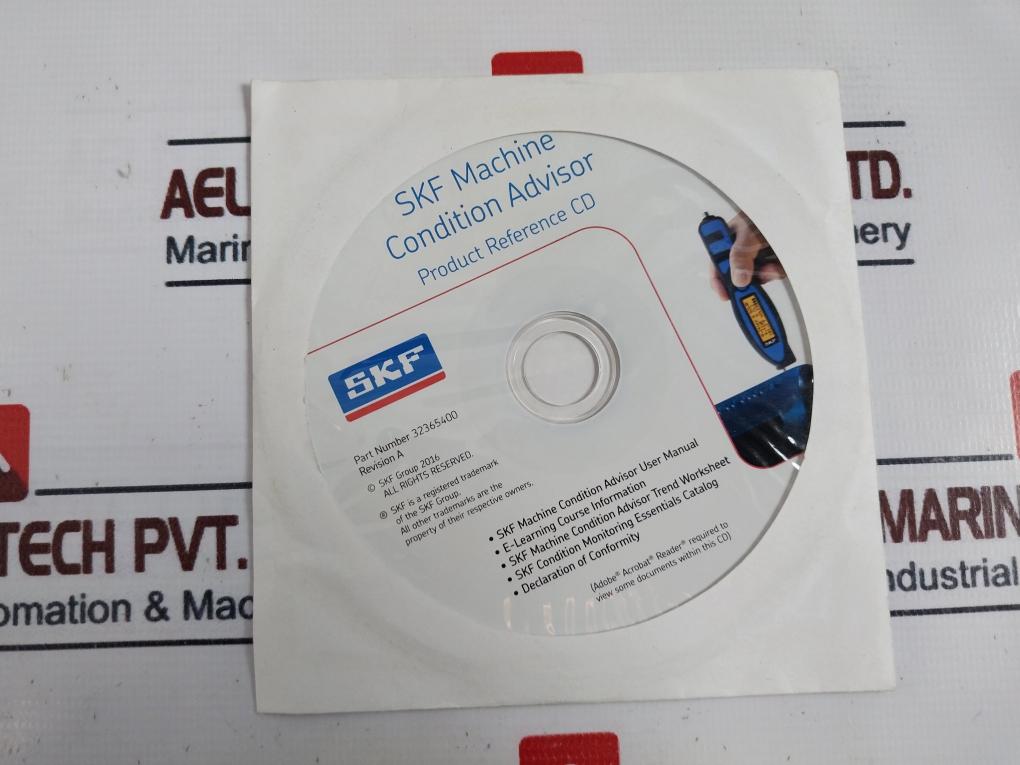 AEL
TD.
Marin
ery
SKF Machine
Condition Advisor
Product Reference CD
SKF
Part Number 32365400
Revision A
© SKF Group 2016
ALL RIGHTS RESERVED.
® SKF is a registered trademark
of the SKF Group.
All other trademarks are the
property of their respective owners.
• SKF Machine Condition Advisor User Manual
• E-Learning Course Information
• SKF Machine Condition Advisor Trend Worksheet
• SKF Condition Monitoring Essentials Catalog
• Declaration of Conformity
(Adobe® Acrobat® Reader® required to
view some documents within this CD)
TECH PVT.
MARIN
omation & Mac
ndustrial